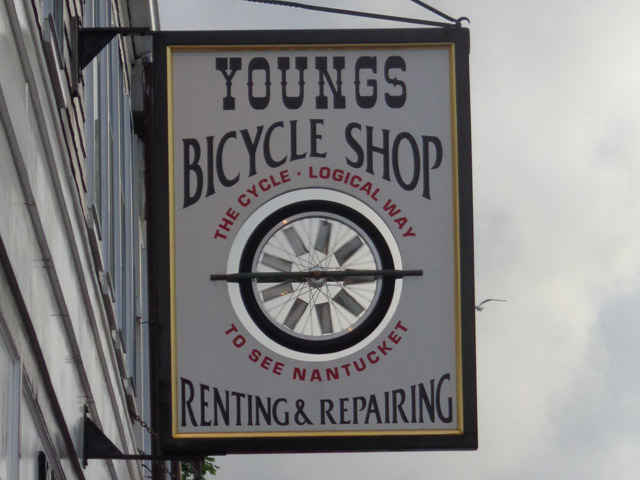 YOUNGS
BICYCLE SHOP
THE CYCLE · LOGICAL WAY
TO SEE NANTUCKET
RENTING & REPAIRING